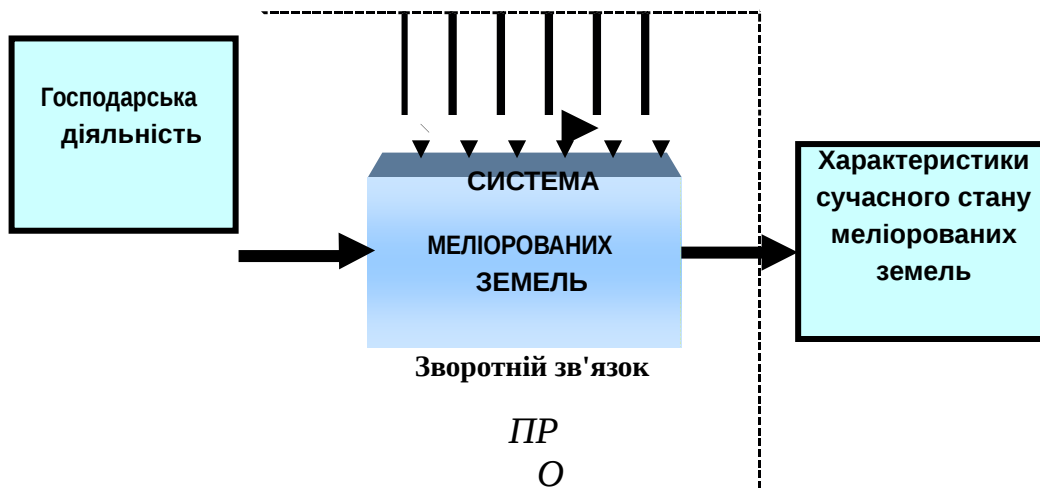 Господарська
діяльність
СИСТЕМА
МЕЛІОРОВАНИХ
ЗЕМЕЛЬ
Характеристики
сучасного стану
меліорованих
земель
Зворотній зв'язок
ПР
О